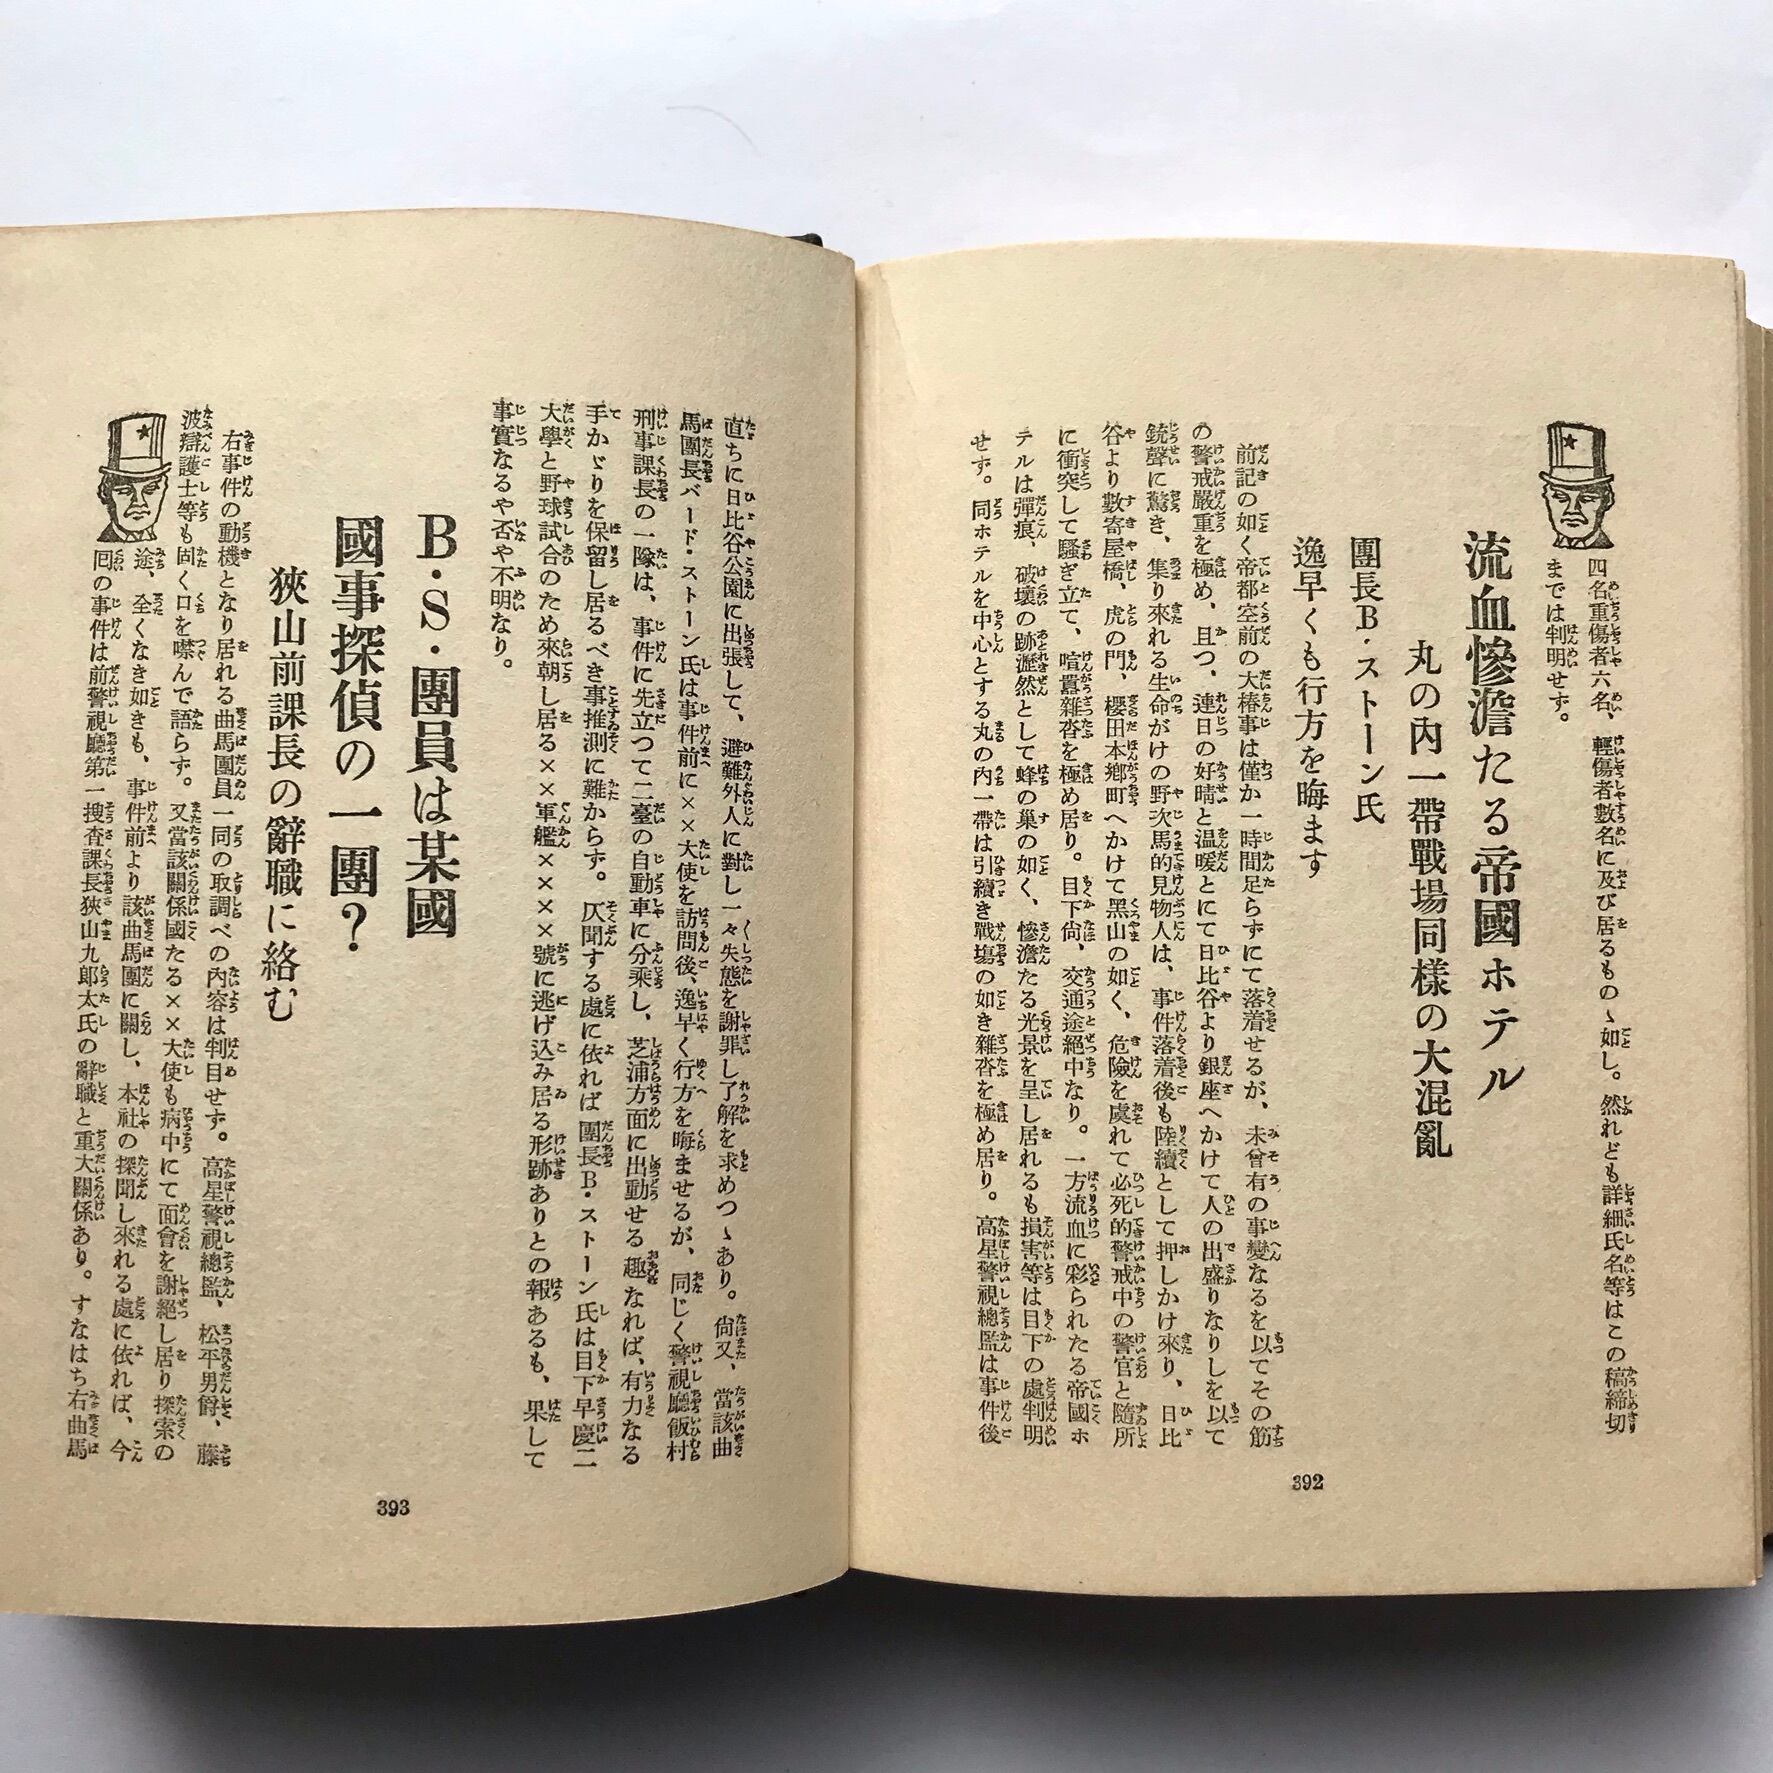 四名重傷者六名、輕傷者數名に及び居るものゝ如し。然れども詳細氏名等はこの稿締切
までは判明せず。
流血慘澹たる帝國ホテル
丸の內一帶戰場同樣の大混亂
團長B・ストーン氏
逸早くも行方を晦ます
前記の如く帝都空前の大椿事は僅か一時間足らずにて落着せるが、未曾有の事變なるを以てその筋
の警戒嚴重を極め、且つ、連日の好晴と温暖とにて日比谷より銀座へかけて人の出盛りなりしを以て
銃聲に驚き、集り來れる生命がけの野次馬的見物人は、事件落着後も陸續として押しかけ來り、日比
谷より數寄屋橋、虎の門、櫻田本鄕町へかけて黑山の如く、危險を虞れて必死的警戒中の警官と隨所
に衝突して騷ぎ立て、喧囂雜沓を極め居り。目下尙、交通途絕中なり。一方流血に彩られたる帝國ホ
テルは彈痕、破壞の跡歷然として蜂の巢の如く、慘澹たる光景を呈し居れるも損害等は目下の處判明
せず。同ホテルを中心とする丸の內一帶は引續き戰塲の如き雜沓を極め居り。高星警視總監は事件後
392
直ちに日比谷公園に出張して、避難外人に對し一々失態を謝罪し了解を求めつゝあり。尙又、當該曲
馬團長バード・ストーン氏は事件前に××大使を訪問後、逸早く行方を晦ませるが、同じく警視廳飯村
刑事課長の一隊は、事件に先立つて二臺の自動車に分乘し、芝浦方面に出動せる趣なれば、有力なる
手かゞりを保留し居るべき事推測に難からず。仄聞する處に依れば團長B・ストーン氏は目下早慶二
大學と野球試合のため來朝し居る××軍艦××××號に逃げ込み居る形跡ありとの報あるも、果して
事實なるや否や不明なり。
B・S・團員は某國
國事探偵の一團?
狹山前課長の辭職に絡む
右事件の動機となり居れる曲馬團員一同の取調べの內容は判目せず。高星警視總監、松平男爵、藤
波辯護士等も固く口を噤んで語らず。又當該關係國たる××大使も病中にて面會を謝絕し居り探索の
途、全くなき如きも、事件前より該曲馬團に關し、本社の探聞し來れる處に依れば、今
囘の事件は前警視廳第一搜査課長狹山九郎太氏の辭職と重大關係あり。すなはち右曲馬
393